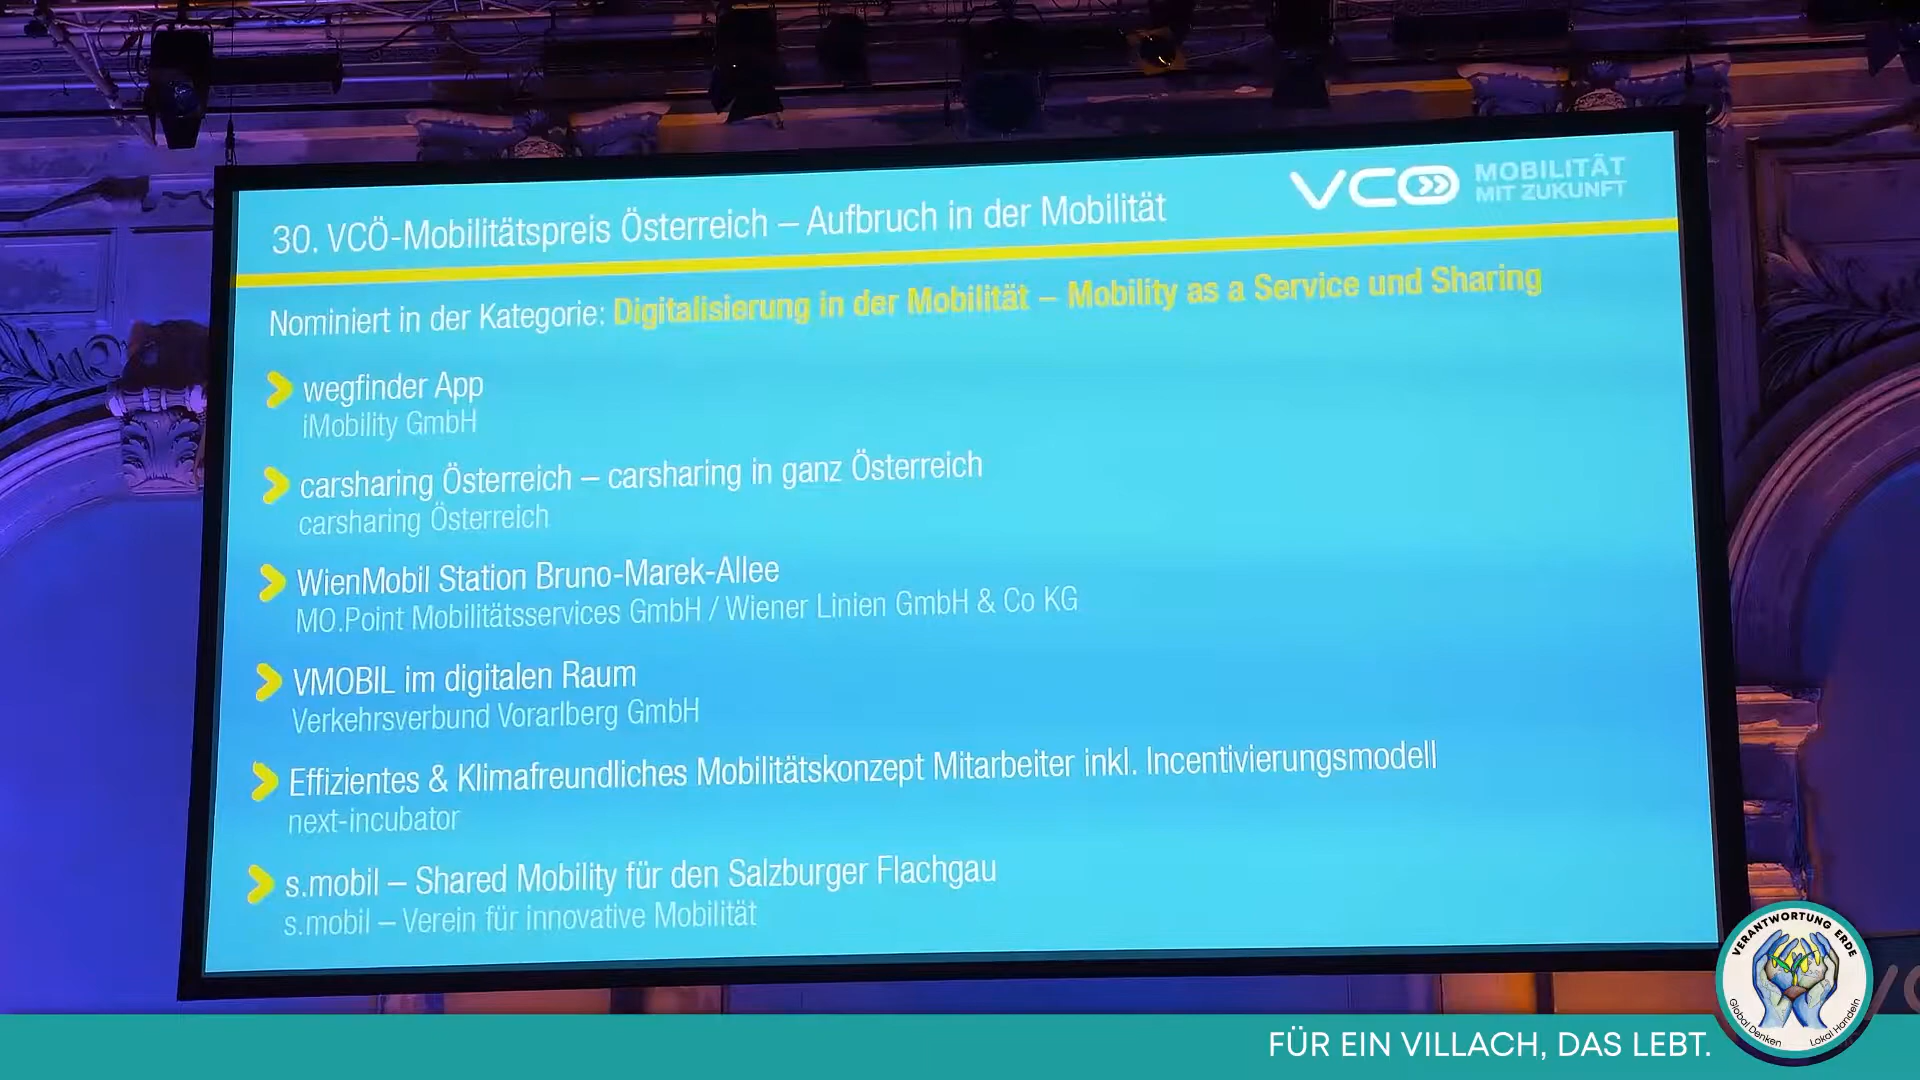 VCÖ MOBILITÄT
MIT ZUKUNFT
30. VCÖ-Mobilitätspreis Österreich – Aufbruch in der Mobilität
Nominiert in der Kategorie: Digitalisierung in der Mobilität – Mobility as a Service und Sharing
wegfinder App
iMobility GmbH
carsharing Österreich – carsharing in ganz Österreich
carsharing Österreich
WienMobil Station Bruno-Marek-Allee
MO.Point Mobilitätsservices GmbH / Wiener Linien GmbH & Co KG
VMOBIL im digitalen Raum
Verkehrsverbund Vorarlberg GmbH
Effizientes & Klimafreundliches Mobilitätskonzept Mitarbeiter inkl. Incentivierungsmodell
next-incubator
s.mobil – Shared Mobility für den Salzburger Flachgau
s.mobil – Verein für innovative Mobilität
VERANTWORTUNG ERDE
Global Denken Lokal Handeln
FÜR EIN VILLACH, DAS LEBT.